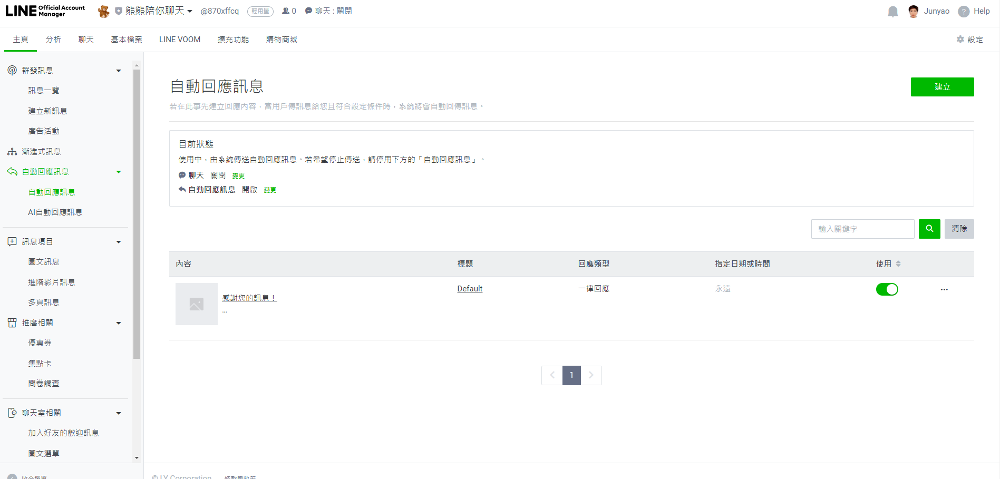 LINE Official Account Manager
熊熊陪你聊天 @870xffcq 輕用量 0 聊天 : 關閉
Junyao ? Help
主頁 分析 聊天 基本檔案 LINE VOOM 擴充功能 購物商城 設定
群發訊息
訊息一覽
建立新訊息
廣告活動
漸進式訊息
自動回應訊息
自動回應訊息
AI自動回應訊息
訊息項目
圖文訊息
進階影片訊息
多頁訊息
推廣相關
優惠券
集點卡
問卷調查
聊天室相關
加入好友的歡迎訊息
圖文選單
收合選單
自動回應訊息
建立
若在此事先建立回應內容，當用戶傳訊息給您且符合設定條件時，系統將會自動回傳訊息。
目前狀態
使用中，由系統傳送自動回應訊息。若希望停止傳送，請停用下方的「自動回應訊息」。
聊天 關閉 變更
自動回應訊息 開啟 變更
輸入關鍵字 清除
內容 標題 回應類型 指定日期或時間 使用
感謝您的訊息！ Default 一律回應 永遠 ...
...
1
© LY Corporation 條款與政策